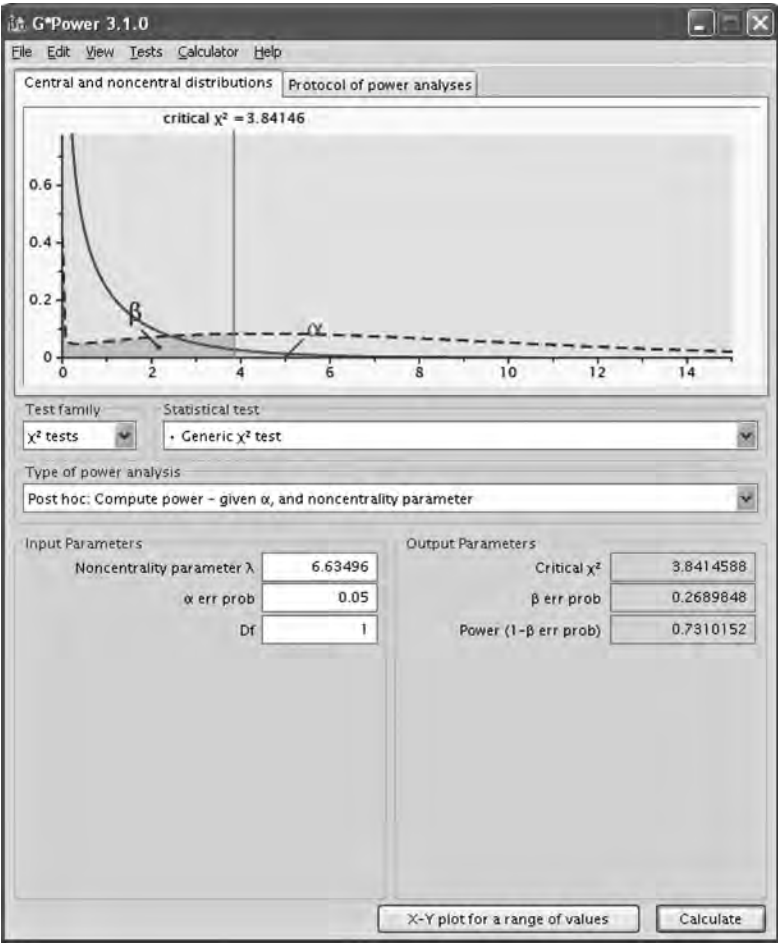 G*Power 3.1.0
File Edit View Tests Calculator Help
Central and noncentral distributions Protocol of power analyses
critical χ² = 3.84146
0.6
0.4
0.2
0
β
α
0 2 4 6 8 10 12 14
Test family Statistical test
χ² tests Generic χ² test
Type of power analysis
Post hoc: Compute power – given α, and noncentrality parameter
Input Parameters Output Parameters
Noncentrality parameter λ 6.63496 Critical χ² 3.8414588
α err prob 0.05 β err prob 0.2689848
Df 1 Power (1-β err prob) 0.7310152
X-Y plot for a range of values Calculate